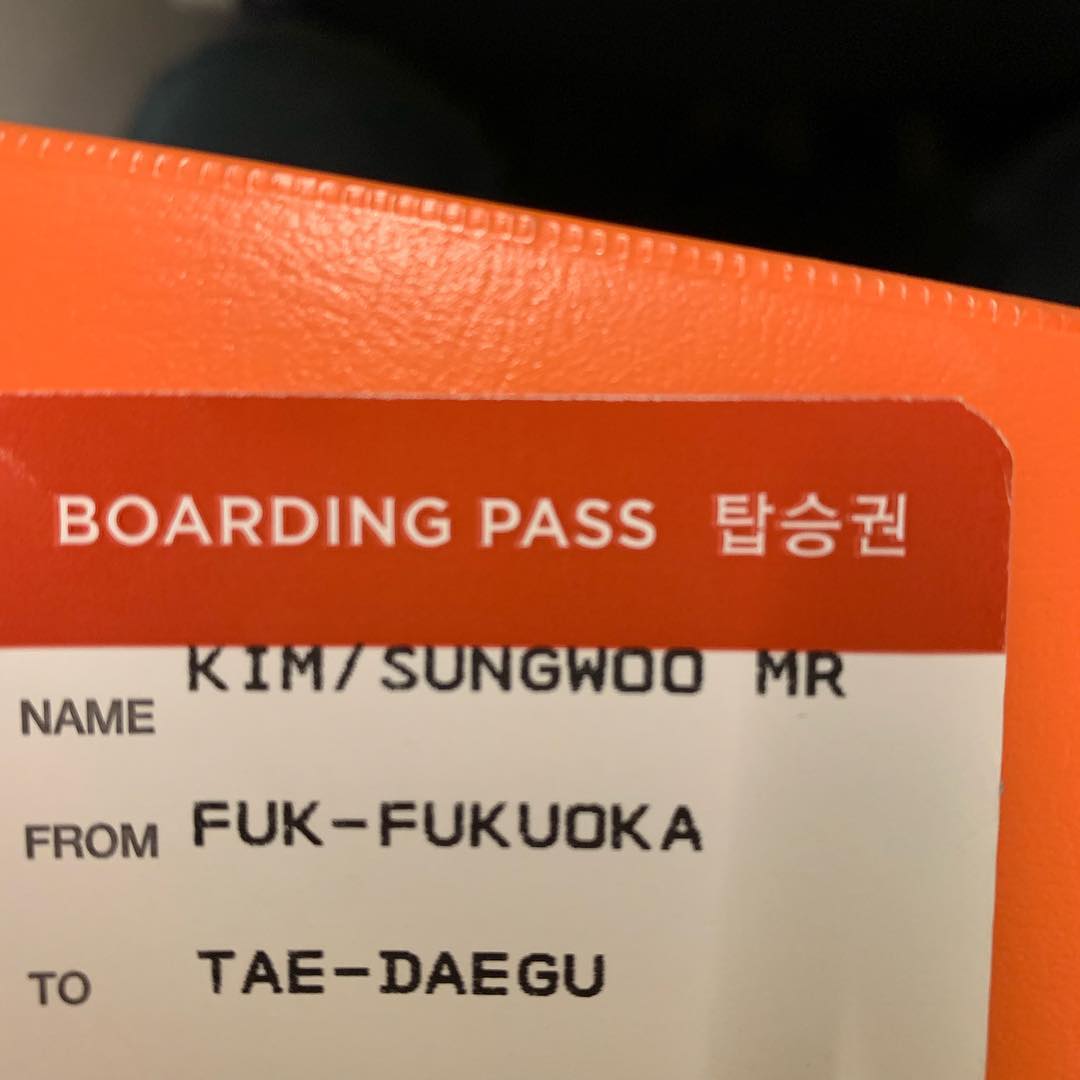 BOARDING PASS 탑승권
NAME KIM/SUNGWOO MR
FROM FUK-FUKUOKA
TO TAE-DAEGU